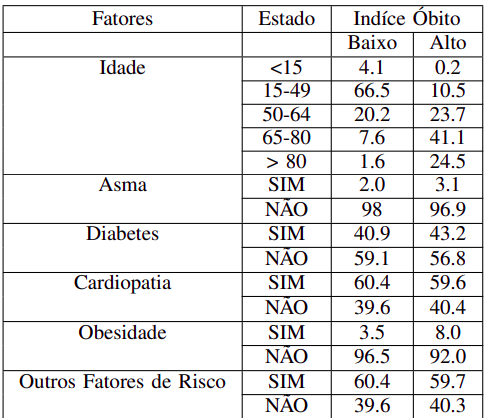 Fatores Estado Indíce Óbito
Baixo Alto
Idade <15 4.1 0.2
15-49 66.5 10.5
50-64 20.2 23.7
65-80 7.6 41.1
> 80 1.6 24.5
Asma SIM 2.0 3.1
NÃO 98 96.9
Diabetes SIM 40.9 43.2
NÃO 59.1 56.8
Cardiopatia SIM 60.4 59.6
NÃO 39.6 40.4
Obesidade SIM 3.5 8.0
NÃO 96.5 92.0
Outros Fatores de Risco SIM 60.4 59.7
NÃO 39.6 40.3